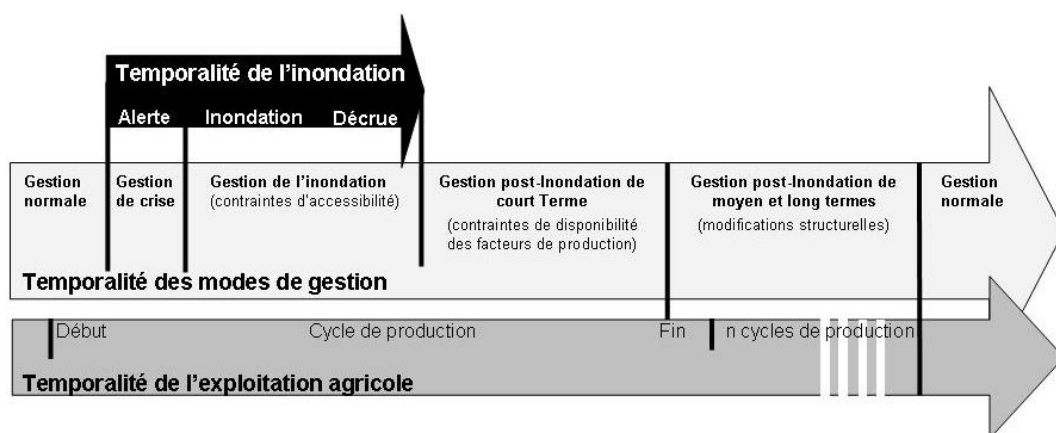 Temporalité de l'inondation
Alerte Inondation Décrue
Gestion
normale
Gestion
de crise
Gestion de l'inondation
(contraintes d'accessibilité)
Gestion post-Inondation de
court Terme
(contraintes de disponibilité
des facteurs de production)
Gestion post-Inondation de
moyen et long termes
(modifications structurelles)
Gestion
normale
Temporalité des modes de gestion
Début Cycle de production Fin n cycles de production
Temporalité de l'exploitation agricole